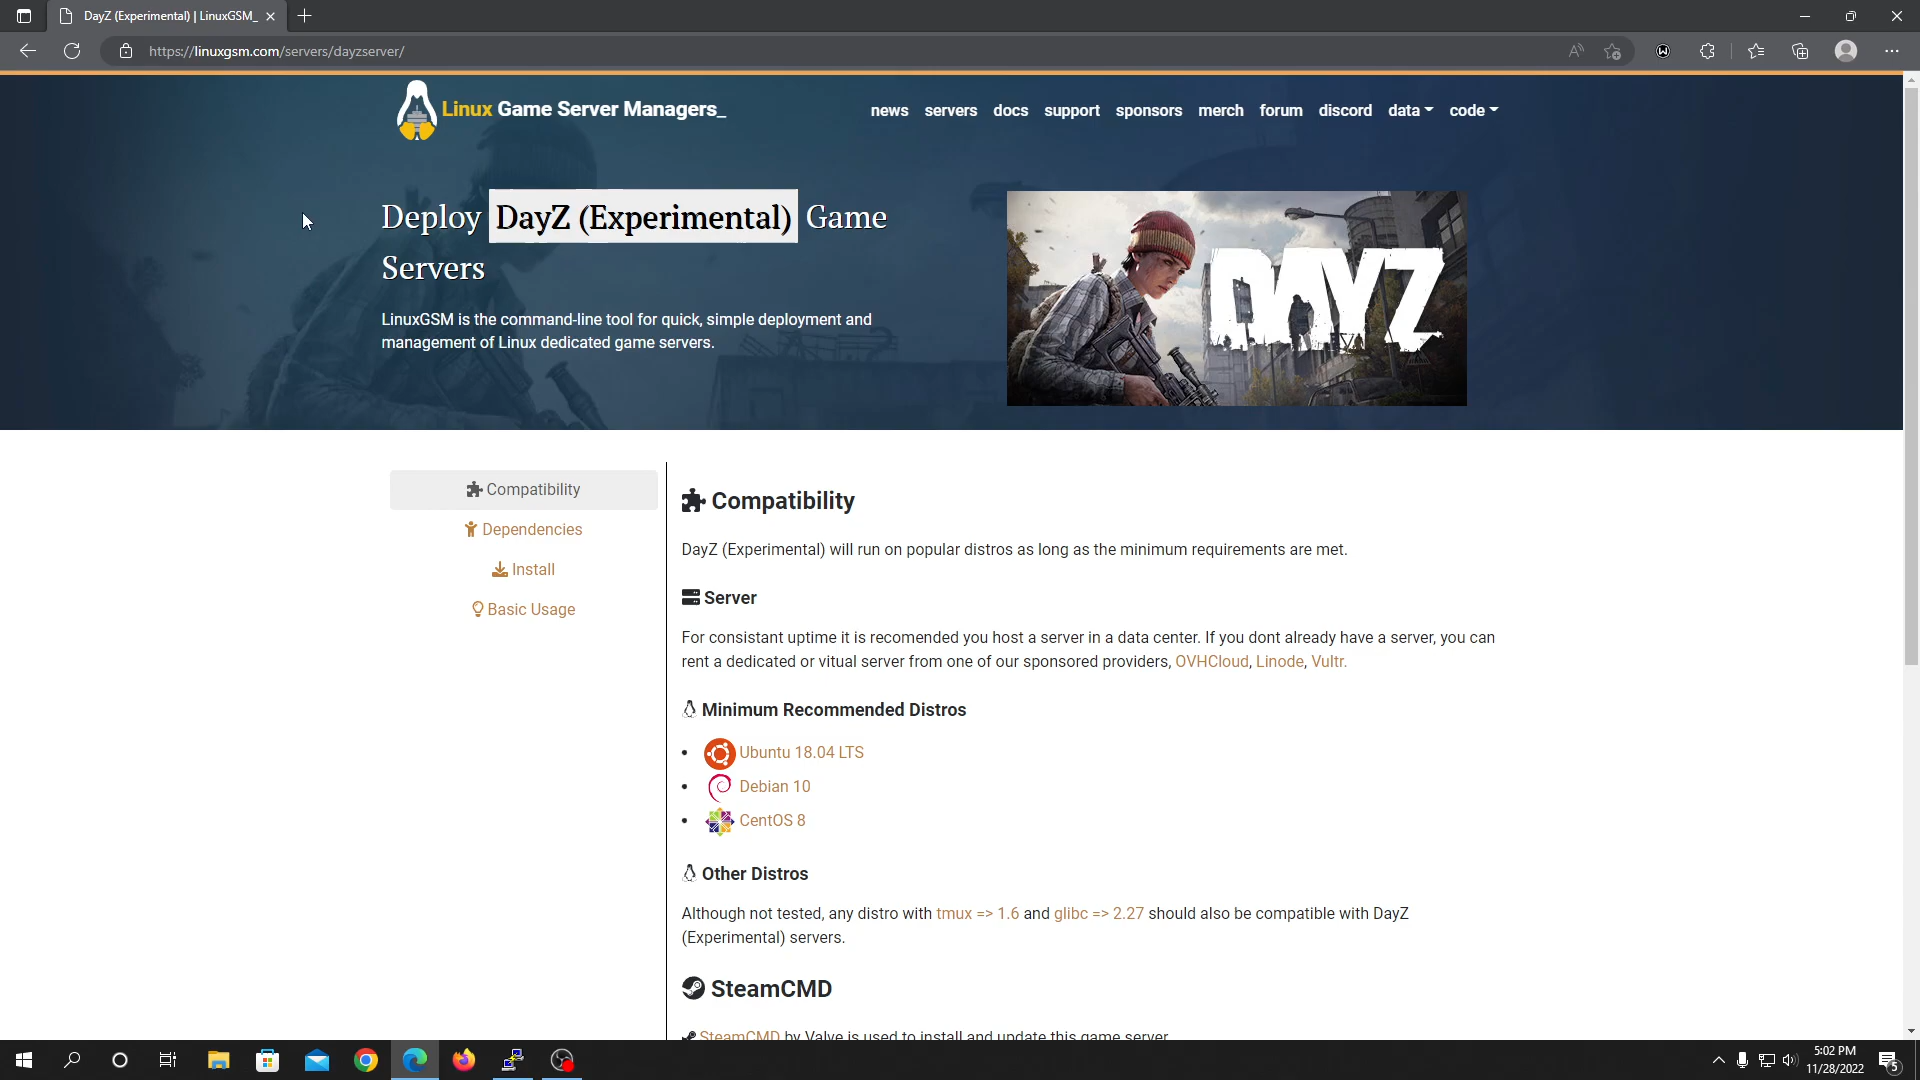 DayZ (Experimental) | LinuxGSM_
https://linuxgsm.com/servers/dayzserver/
Linux Game Server Managers_
news servers docs support sponsors merch forum discord data code
Deploy DayZ (Experimental) Game
Servers
LinuxGSM is the command-line tool for quick, simple deployment and
management of Linux dedicated game servers.
DAYZ
Compatibility
Dependencies
Install
Basic Usage
Compatibility
DayZ (Experimental) will run on popular distros as long as the minimum requirements are met.
Server
For consistant uptime it is recomended you host a server in a data center. If you dont already have a server, you can
rent a dedicated or vitual server from one of our sponsored providers, OVHCloud, Linode, Vultr.
Minimum Recommended Distros
Ubuntu 18.04 LTS
Debian 10
CentOS 8
Other Distros
Although not tested, any distro with tmux => 1.6 and glibc => 2.27 should also be compatible with DayZ
(Experimental) servers.
SteamCMD
SteamCMD by Valve is used to install and update this game server
5:02 PM
11/28/2022
5